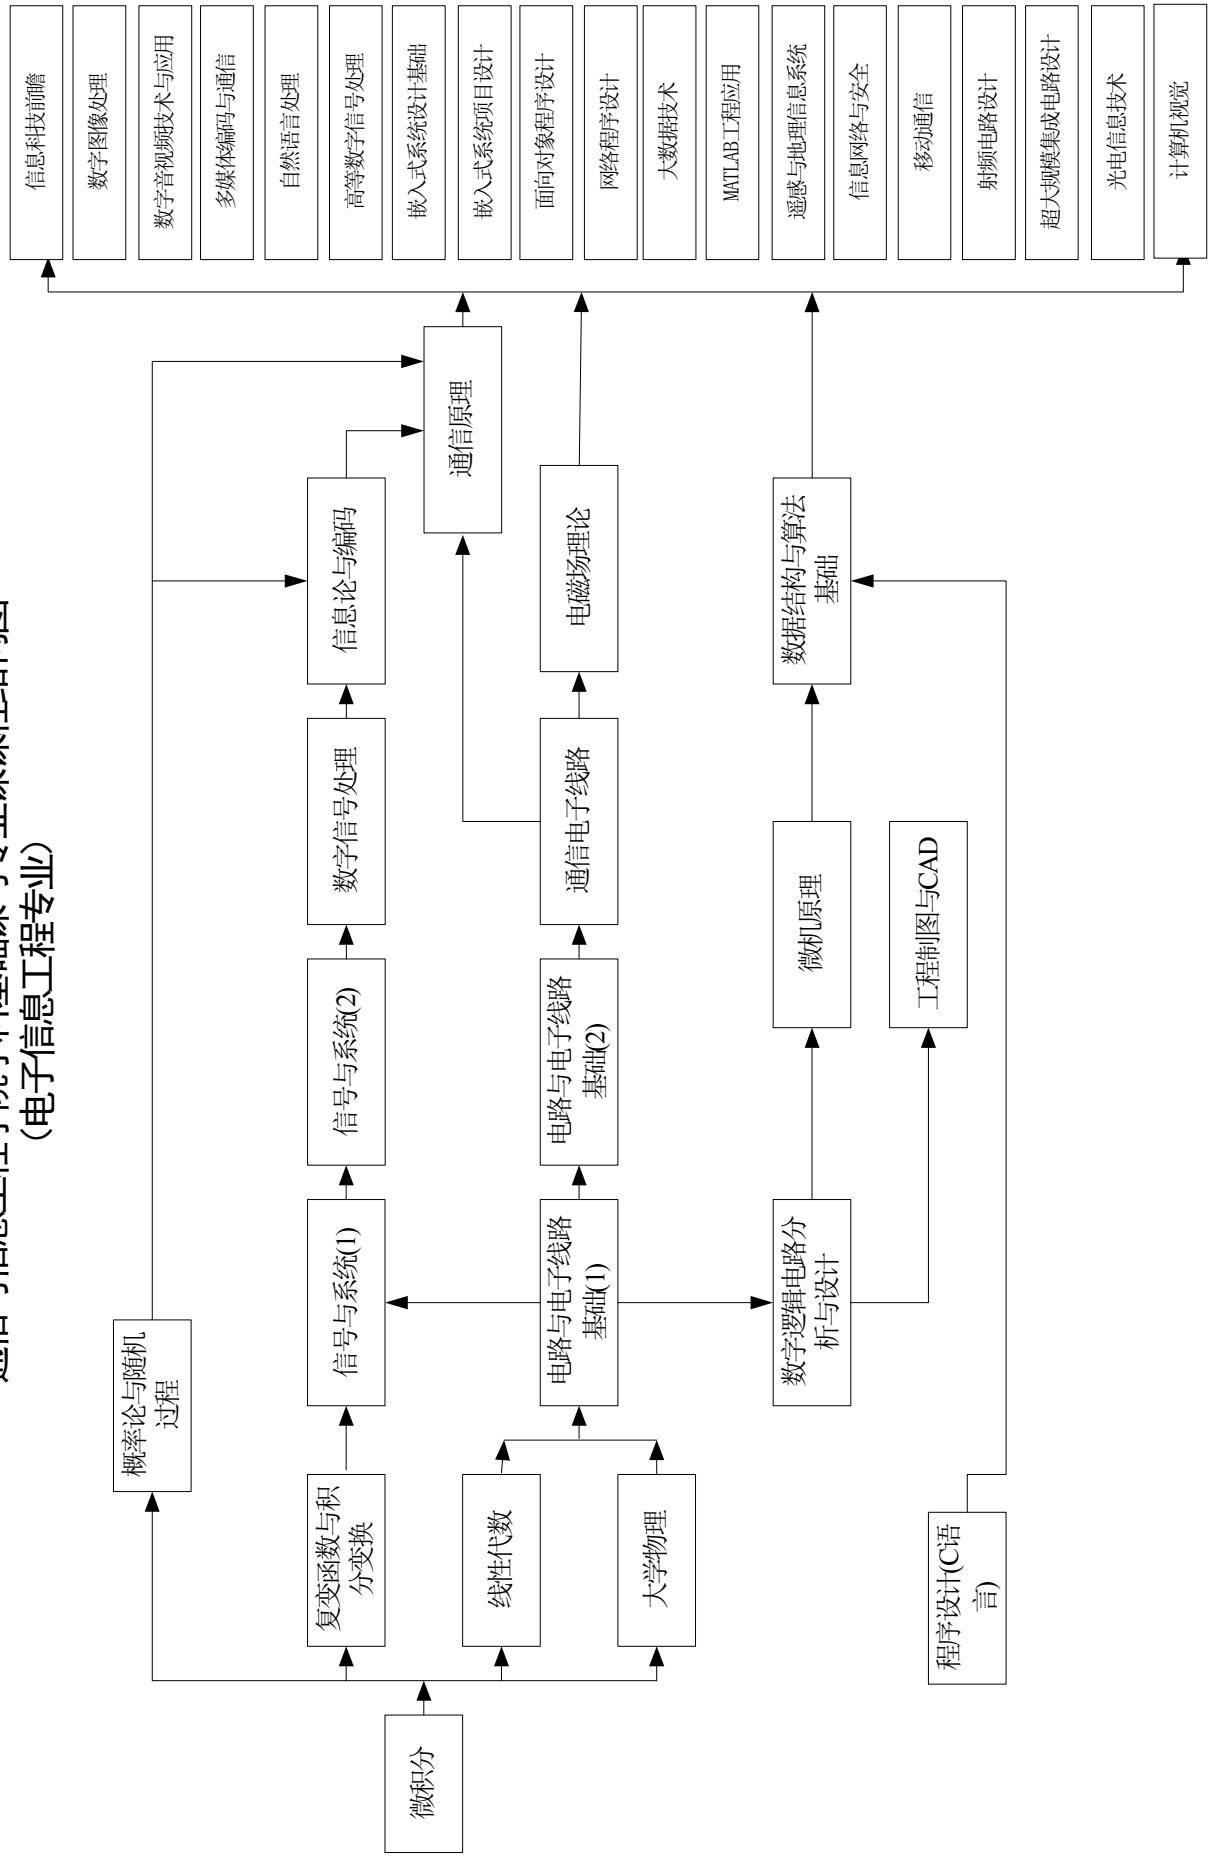 (电子信息工程专业)
微积分
概率论与随机
过程
复变函数与积
分变换
线性代数
大学物理
程序设计(C语
言)
信号与系统(1)
电路与电子线路
基础(1)
数字逻辑电路分
析与设计
信号与系统(2)
电路与电子线路
基础(2)
微机原理
工程制图与CAD
数字信号处理
通信电子线路
信息论与编码
电磁场理论
数据结构与算法
基础
通信原理
信息科技前瞻
数字图像处理
数字音视频技术与应用
多媒体编码与通信
自然语言处理
高等数字信号处理
嵌入式系统设计基础
嵌入式系统项目设计
面向对象程序设计
网络程序设计
大数据技术
MATLAB工程应用
遥感与地理信息系统
信息网络与安全
移动通信
射频电路设计
超大规模集成电路设计
光电信息技术
计算机视觉